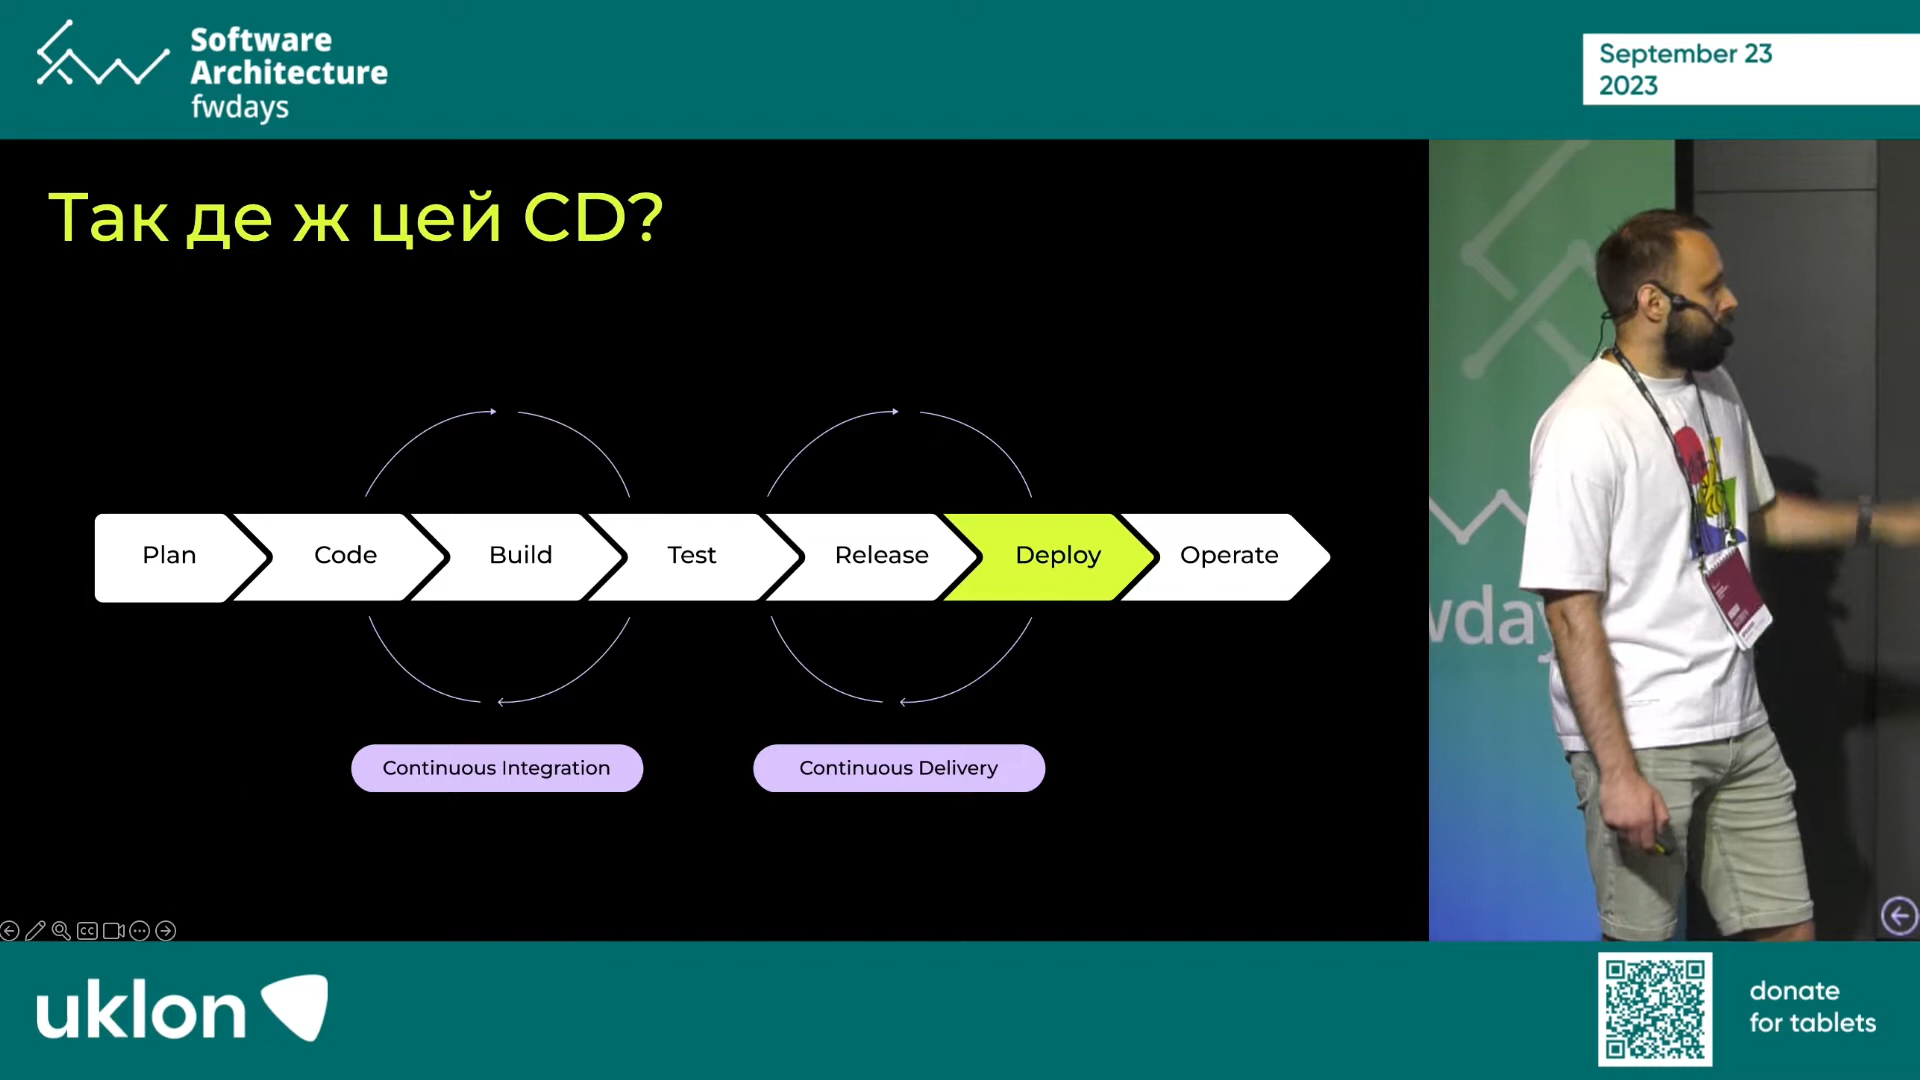 Software
Architecture
fwdays
September 23
2023
Так де ж цей CD?
Plan
Code
Build
Test
Release
Deploy
Operate
Continuous Integration
Continuous Delivery
wday
uklon
donate
for tablets